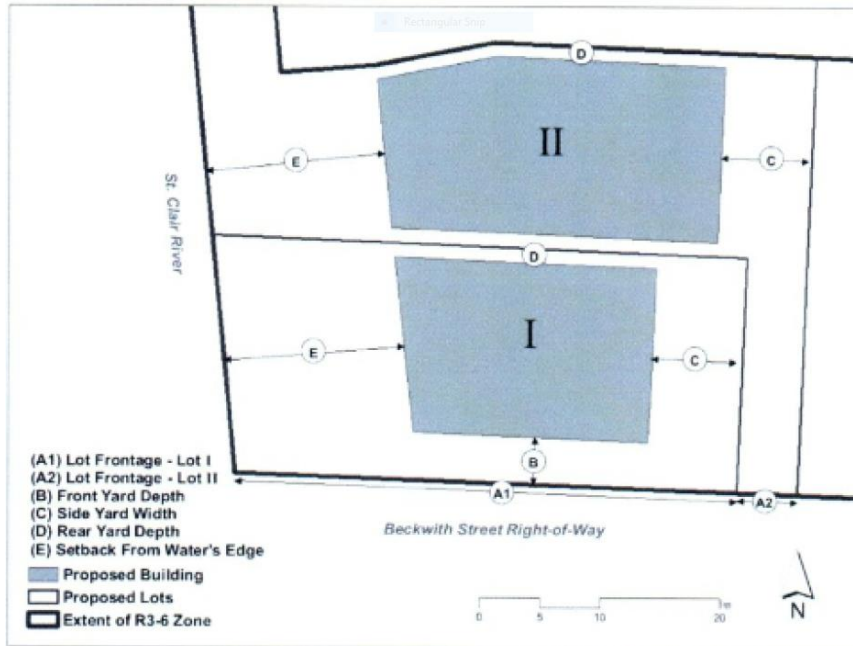 Rectangular Snip
D
II
E
C
St. Clair River
D
I
E
C
B
(A1) Lot Frontage - Lot I
(A2) Lot Frontage - Lot II
(B) Front Yard Depth
(C) Side Yard Width
(D) Rear Yard Depth
(E) Setback From Water's Edge
Proposed Building
Proposed Lots
Extent of R3-6 Zone
A1
A2
Beckwith Street Right-of-Way
0 5 10 20
N